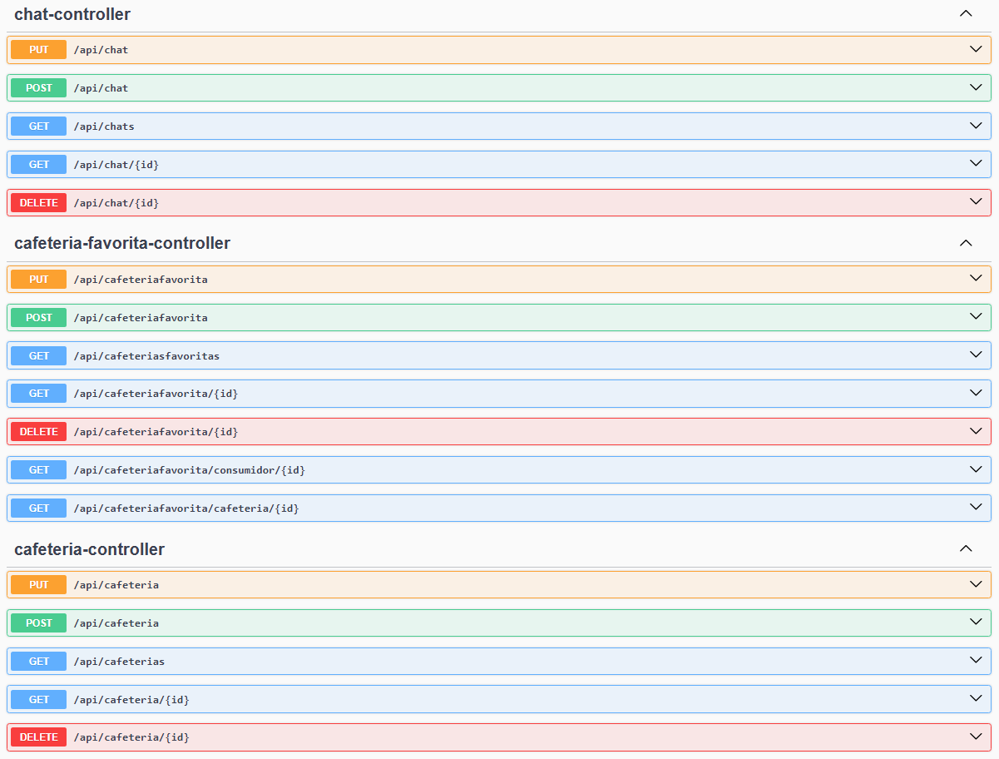 chat-controller
PUT /api/chat
POST /api/chat
GET /api/chats
GET /api/chat/{id}
DELETE /api/chat/{id}
cafeteria-favorita-controller
PUT /api/cafeteriafavorita
POST /api/cafeteriafavorita
GET /api/cafeteriasfavoritas
GET /api/cafeteriafavorita/{id}
DELETE /api/cafeteriafavorita/{id}
GET /api/cafeteriafavorita/consumidor/{id}
GET /api/cafeteriafavorita/cafeteria/{id}
cafeteria-controller
PUT /api/cafeteria
POST /api/cafeteria
GET /api/cafeterias
GET /api/cafeteria/{id}
DELETE /api/cafeteria/{id}